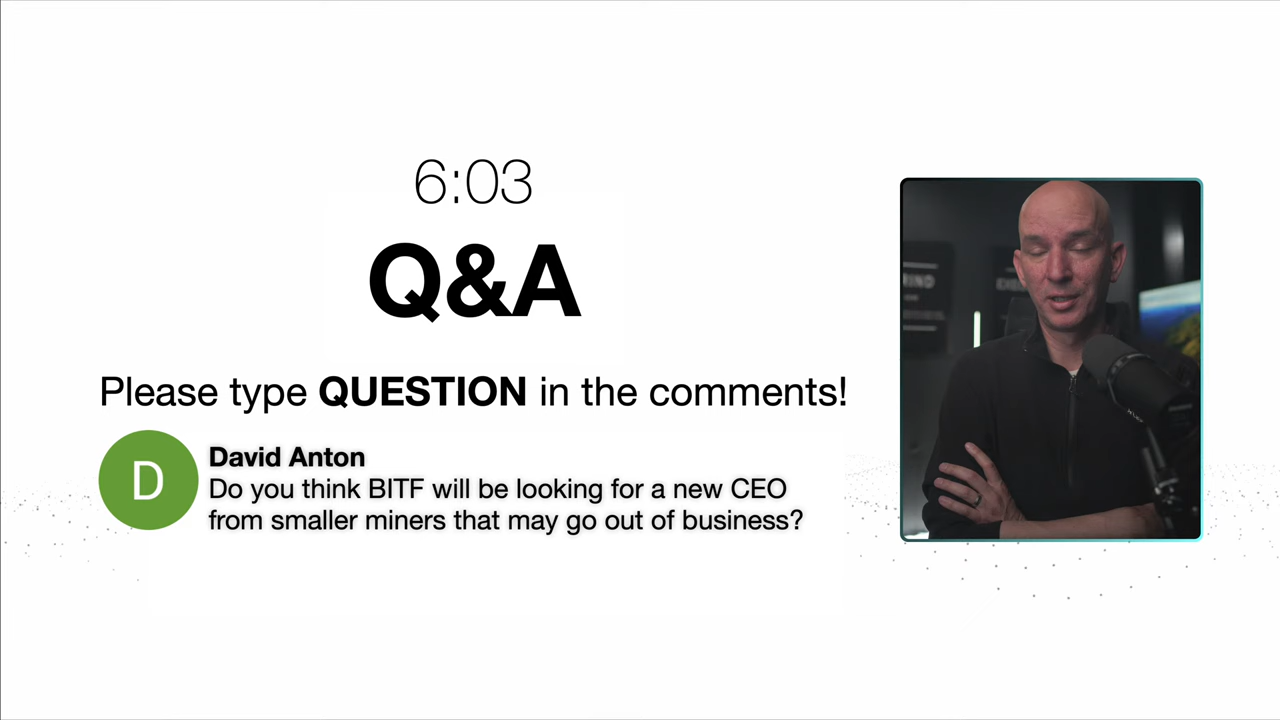 6:03
Q&A
Please type QUESTION in the comments!
D
David Anton
Do you think BITF will be looking for a new CEO
from smaller miners that may go out of business?
RIND